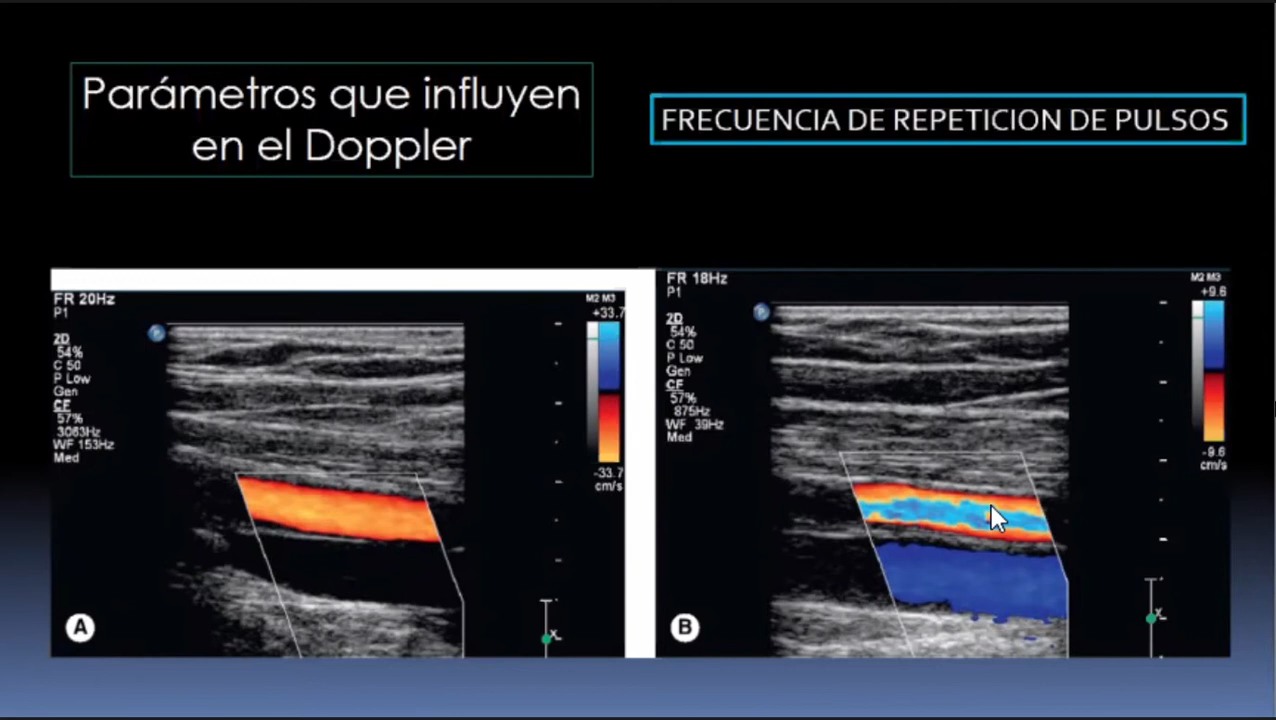 Parámetros que influyen
en el Doppler
FRECUENCIA DE REPETICION DE PULSOS
FR 20Hz
P1
2D
54%
C 50
P Low
Gen
CF
57%
3063Hz
WF 153Hz
Med
P
M2 M3
+33.7
-33.7
cm/s
x
A
FR 18Hz
P1
2D
54%
C 50
P Low
Gen
CF
57%
875Hz
WF 39Hz
Med
P
M2 M3
+9.6
-9.6
cm/s
x
B